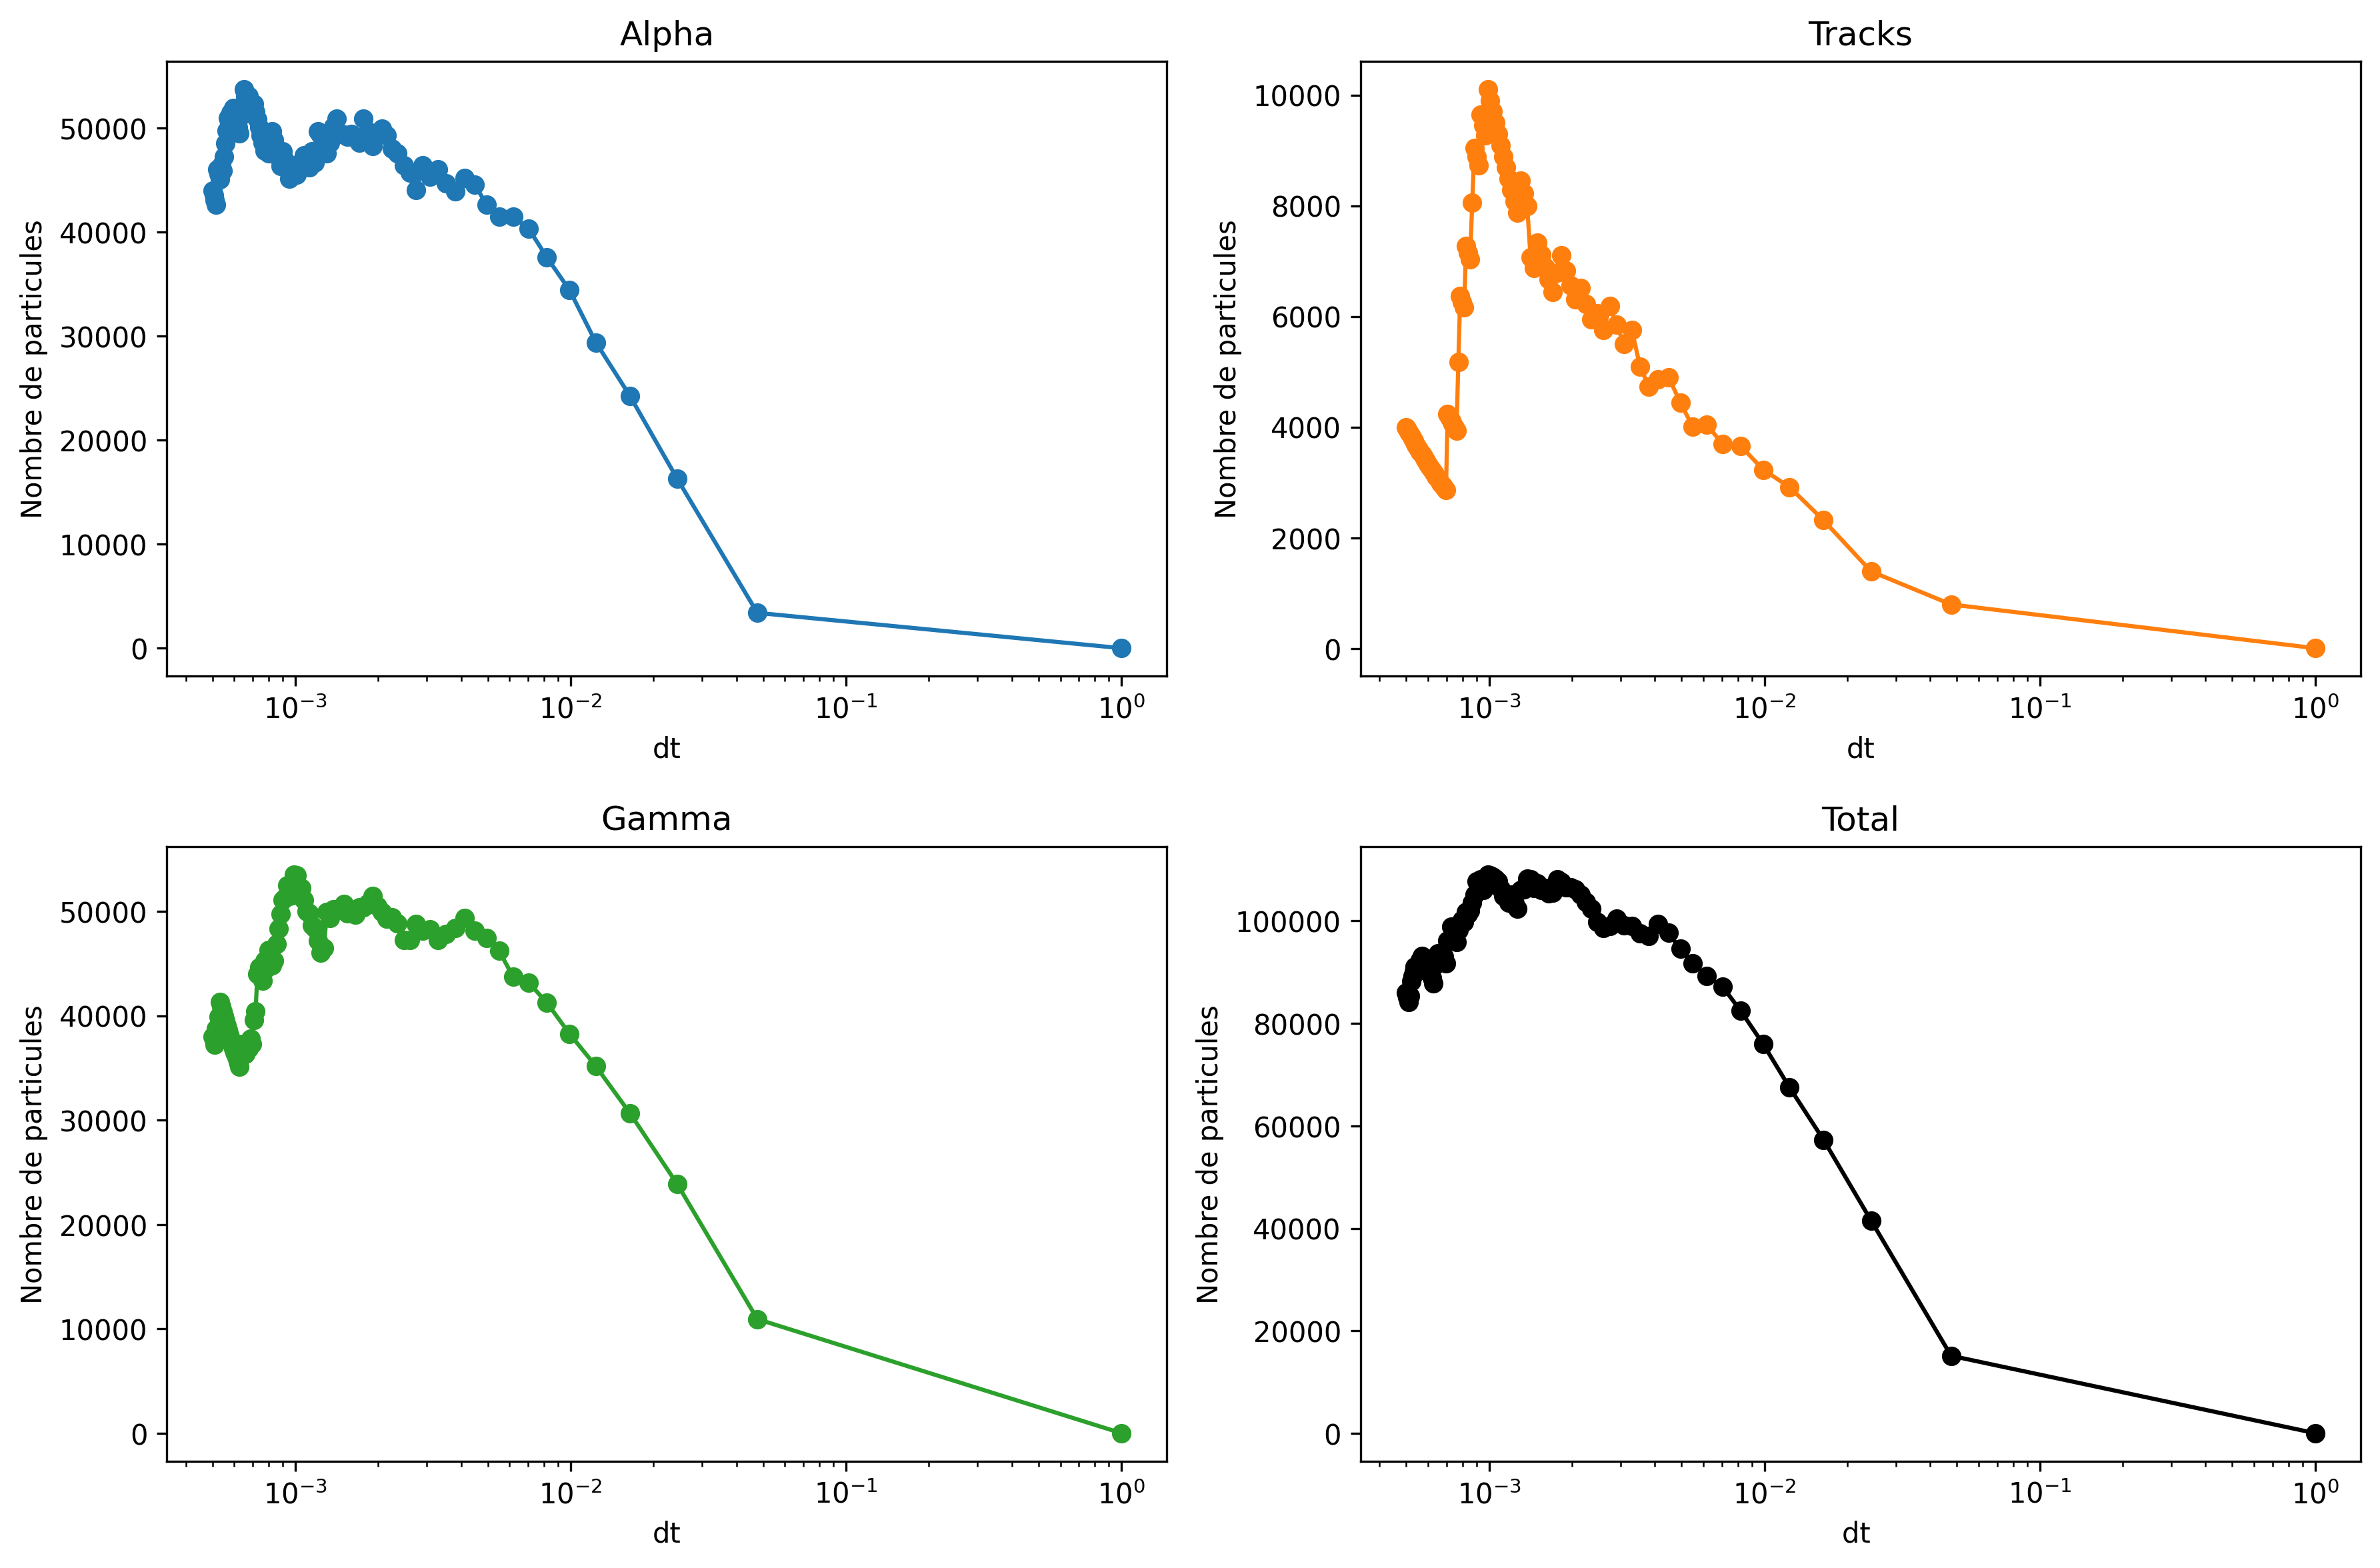 Alpha
Nombre de particules
50000
40000
30000
20000
10000
0
10⁻³ 10⁻² 10⁻¹ 10⁰
dt
Tracks
Nombre de particules
10000
8000
6000
4000
2000
0
10⁻³ 10⁻² 10⁻¹ 10⁰
dt
Gamma
Nombre de particules
50000
40000
30000
20000
10000
0
10⁻³ 10⁻² 10⁻¹ 10⁰
dt
Total
Nombre de particules
100000
80000
60000
40000
20000
0
10⁻³ 10⁻² 10⁻¹ 10⁰
dt